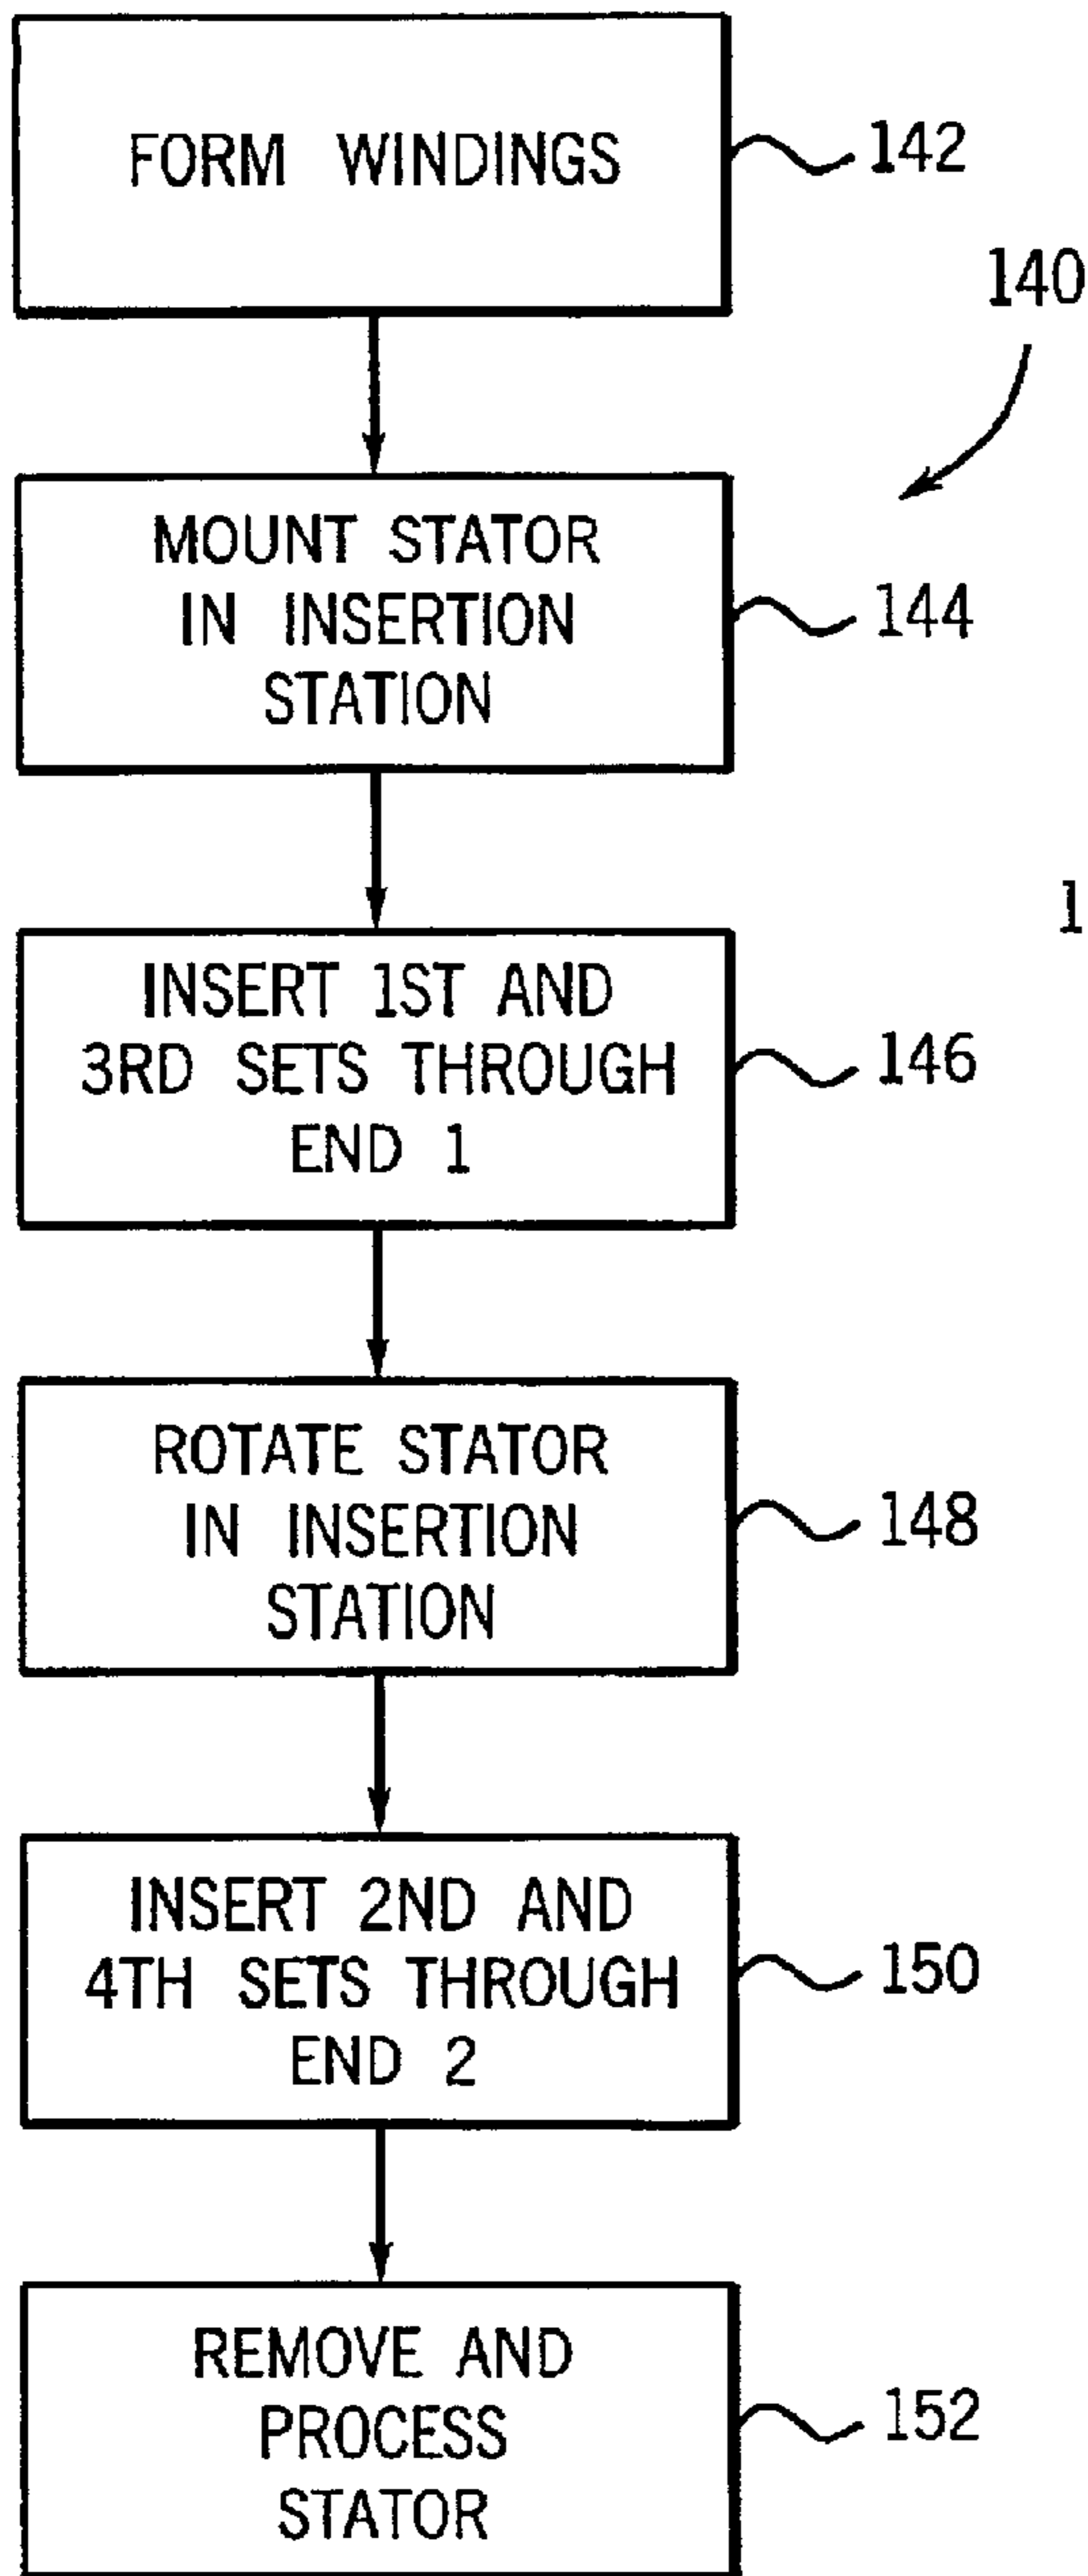 FORM WINDINGS
142
140
MOUNT STATOR
IN INSERTION
STATION
144
1
INSERT 1ST AND
3RD SETS THROUGH
END 1
146
ROTATE STATOR
IN INSERTION
STATION
148
INSERT 2ND AND
4TH SETS THROUGH
END 2
150
REMOVE AND
PROCESS
STATOR
152